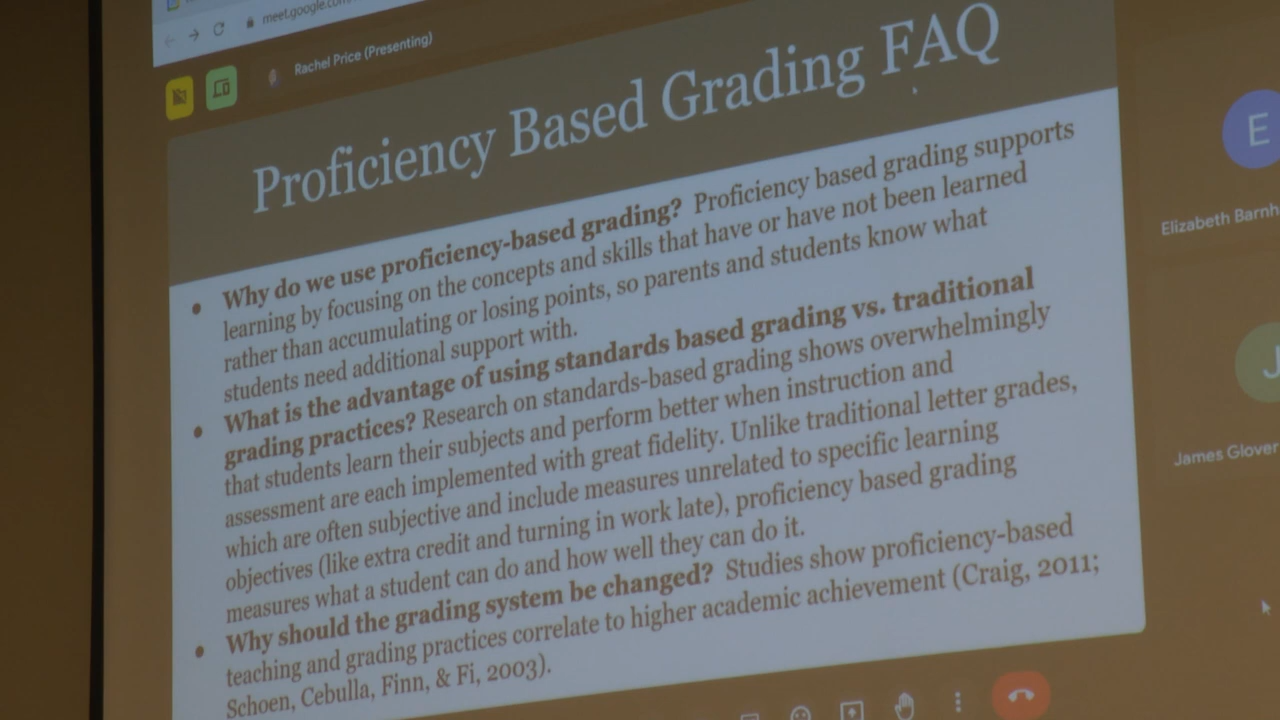 meet.google.com
Rachel Price (Presenting)
Proficiency Based Grading FAQ
• Why do we use proficiency-based grading? Proficiency based grading supports
learning by focusing on the concepts and skills that have or have not been learned
rather than accumulating or losing points, so parents and students know what
students need additional support with.
• What is the advantage of using standards based grading vs. traditional
grading practices? Research on standards-based grading shows overwhelmingly
that students learn their subjects and perform better when instruction and
assessment are each implemented with great fidelity. Unlike traditional letter grades,
which are often subjective and include measures unrelated to specific learning
objectives (like extra credit and turning in work late), proficiency based grading
measures what a student can do and how well they can do it.
• Why should the grading system be changed? Studies show proficiency-based
teaching and grading practices correlate to higher academic achievement (Craig, 2011;
Schoen, Cebulla, Finn, & Fi, 2003).
E
Elizabeth Barnh
J
James Glover